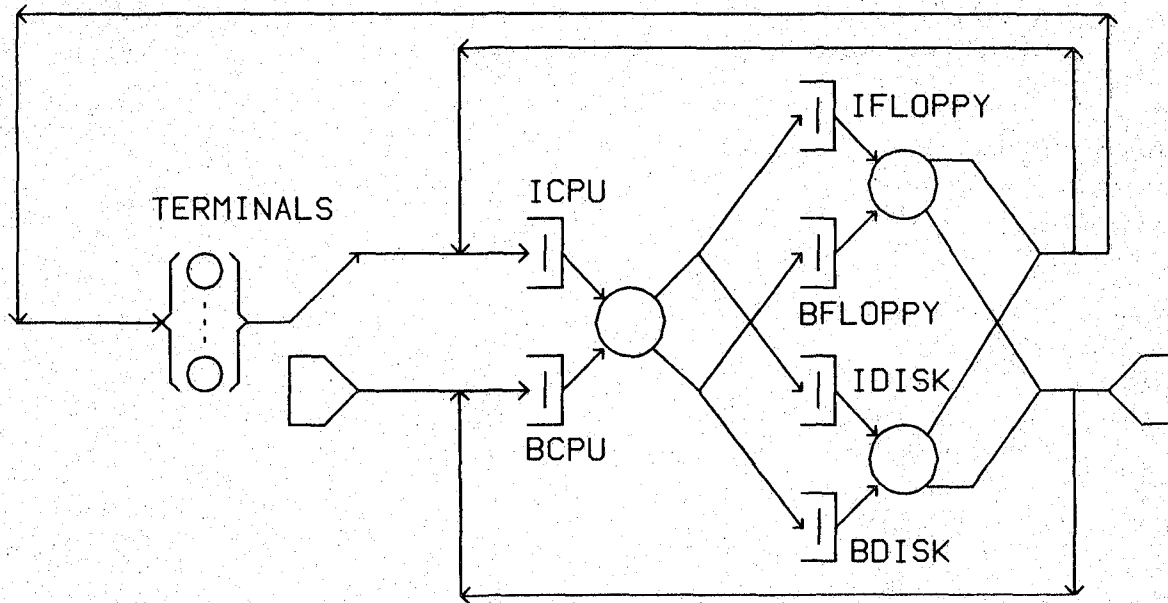 IFLOPPY
ICPU
TERMINALS
BFLOPPY
IDISK
BCPU
BDISK